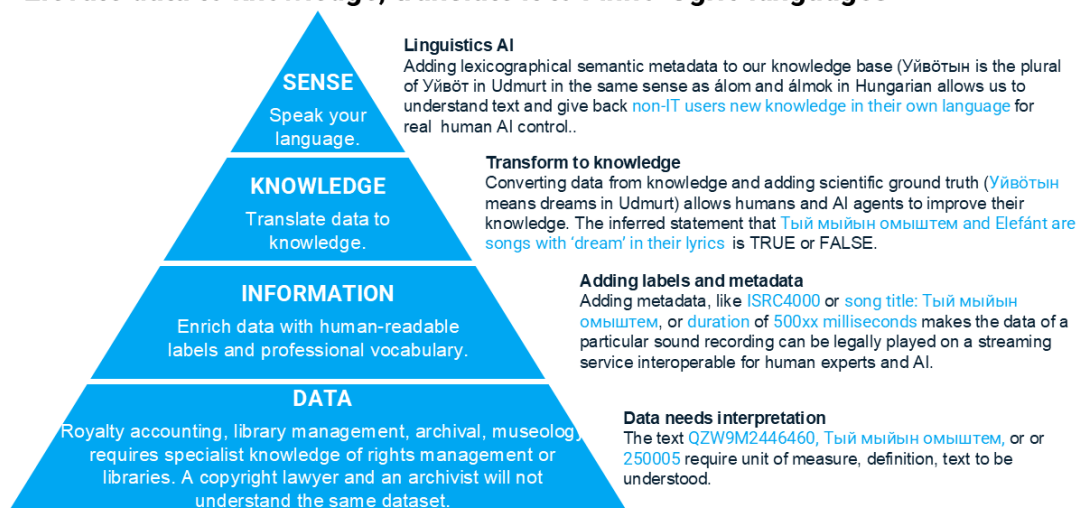 SENSE
Speak your
language.
Linguistics AI
Adding lexicographical semantic metadata to our knowledge base (Уйвӧтын is the plural
of Уйвӧт in Udmurt in the same sense as álom and álmok in Hungarian allows us to
understand text and give back non-IT users new knowledge in their own language for
real human AI control..
KNOWLEDGE
Translate data to
knowledge.
Transform to knowledge
Converting data from knowledge and adding scientific ground truth (Уйвӧтын
means dreams in Udmurt) allows humans and AI agents to improve their
knowledge. The inferred statement that Тый мыйын омыштем and Elefánt are
songs with ‘dream’ in their lyrics is TRUE or FALSE.
INFORMATION
Enrich data with human-readable
labels and professional vocabulary.
Adding labels and metadata
Adding metadata, like ISRC4000 or song title: Тый мыйын
омыштем, or duration of 500xx milliseconds makes the data of a
particular sound recording can be legally played on a streaming
service interoperable for human experts and AI.
DATA
Royalty accounting, library management, archival, museology
requires specialist knowledge of rights management or
libraries. A copyright lawyer and an archivist will not
understand the same dataset.
Data needs interpretation
The text QZW9M2446460, Тый мыйын омыштем, or or
250005 require unit of measure, definition, text to be
understood.